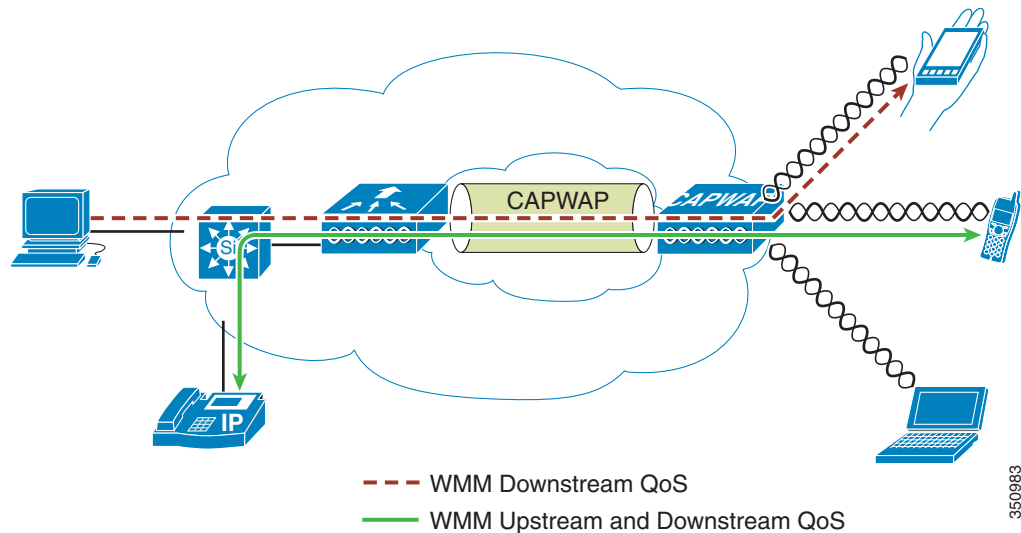 CAPWAP
CAPWAP
Si
IP
WMM Downstream QoS
WMM Upstream and Downstream QoS
350983